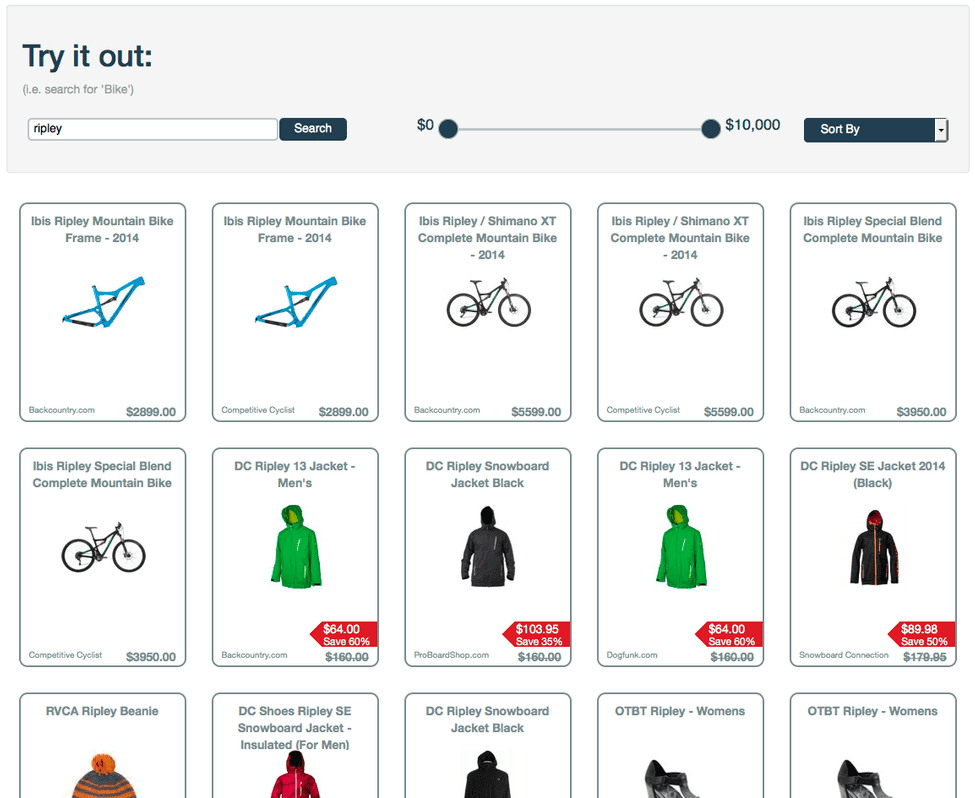 Try it out:
(i.e. search for 'Bike')
ripley
Search
$0
$10,000
Sort By
Ibis Ripley Mountain Bike
Frame - 2014
Backcountry.com
$2899.00
Ibis Ripley Mountain Bike
Frame - 2014
Competitive Cyclist
$2899.00
Ibis Ripley / Shimano XT
Complete Mountain Bike
- 2014
Backcountry.com
$5599.00
Ibis Ripley / Shimano XT
Complete Mountain Bike
- 2014
Competitive Cyclist
$5599.00
Ibis Ripley Special Blend
Complete Mountain Bike
Backcountry.com
$3950.00
Ibis Ripley Special Blend
Complete Mountain Bike
Competitive Cyclist
$3950.00
DC Ripley 13 Jacket -
Men's
$64.00
Save 60%
Backcountry.com
$160.00
DC Ripley Snowboard
Jacket Black
$103.95
Save 35%
ProBoardShop.com
$160.00
DC Ripley 13 Jacket -
Men's
$64.00
Save 60%
Dogfunk.com
$160.00
DC Ripley SE Jacket 2014
(Black)
$89.98
Save 50%
Snowboard Connection
$179.95
RVCA Ripley Beanie
DC Shoes Ripley SE
Snowboard Jacket -
Insulated (For Men)
DC Ripley Snowboard
Jacket Black
OTBT Ripley - Womens
OTBT Ripley - Womens